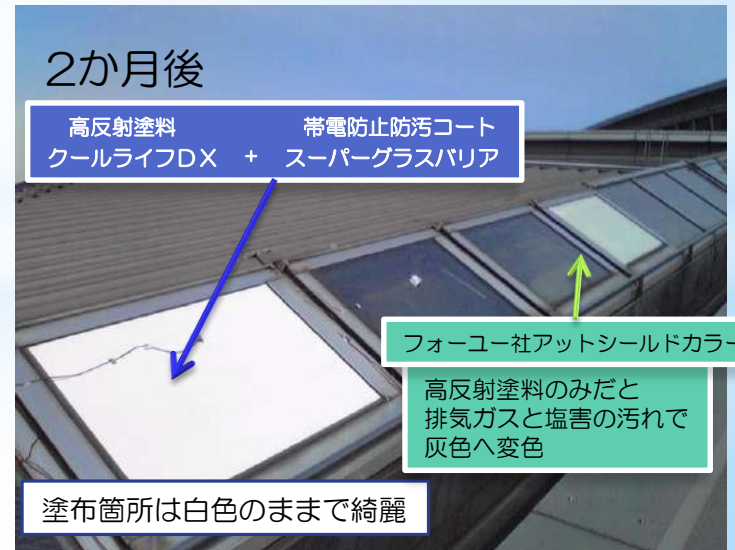 2か月後
高反射塗料 帯電防止防汚コート
クールライフDX + スーパーグラスバリア
フォーユー社アットシールドカラー
高反射塗料のみだと
排気ガスと塩害の汚れで
灰色へ変色
塗布箇所は白色のままで綺麗